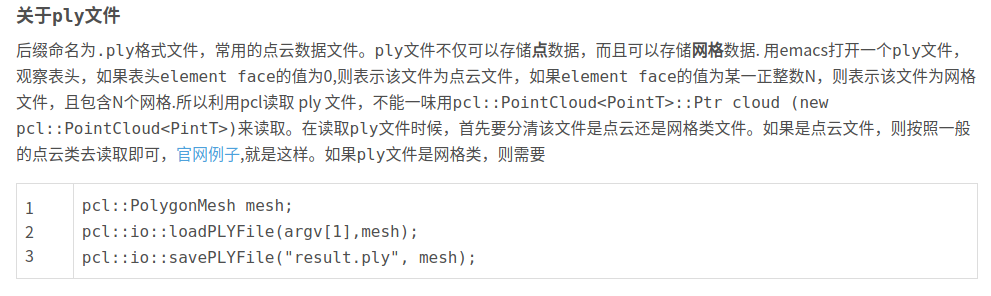 关于ply文件
后缀命名为.ply格式文件，常用的点云数据文件。ply文件不仅可以存储点数据，而且可以存储网格数据. 用emacs打开一个ply文件，
观察表头，如果表头element face的值为0,则表示该文件为点云文件，如果element face的值为某一正整数N，则表示该文件为网格
文件，且包含N个网格.所以利用pcl读取 ply 文件，不能一味用pcl::PointCloud<PointT>::Ptr cloud (new
pcl::PointCloud<PintT>)来读取。在读取ply文件时候，首先要分清该文件是点云还是网格类文件。如果是点云文件，则按照一般
的点云类去读取即可，官网例子,就是这样。如果ply文件是网格类，则需要
1 pcl::PolygonMesh mesh;
2 pcl::io::loadPLYFile(argv[1],mesh);
3 pcl::io::savePLYFile("result.ply", mesh);